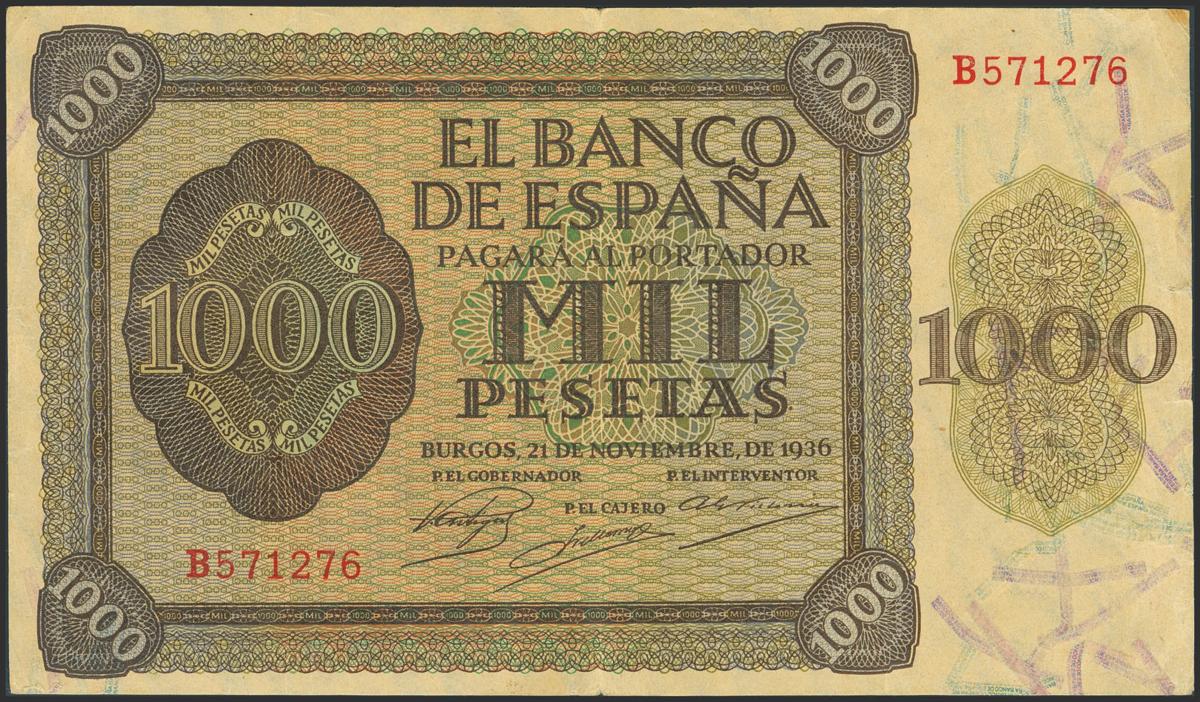 1000
1000
B571276
EL BANCO
DE ESPAÑA
PAGARÁ AL PORTADOR
MIL PESETAS MIL PESETAS
1000
MIL
1000
PESETAS
MIL PESETAS MIL PESETAS
BURGOS, 21 DE NOVIEMBRE, DE 1936
P. EL GOBERNADOR P. EL INTERVENTOR
P. EL CAJERO
B571276
1000
1000